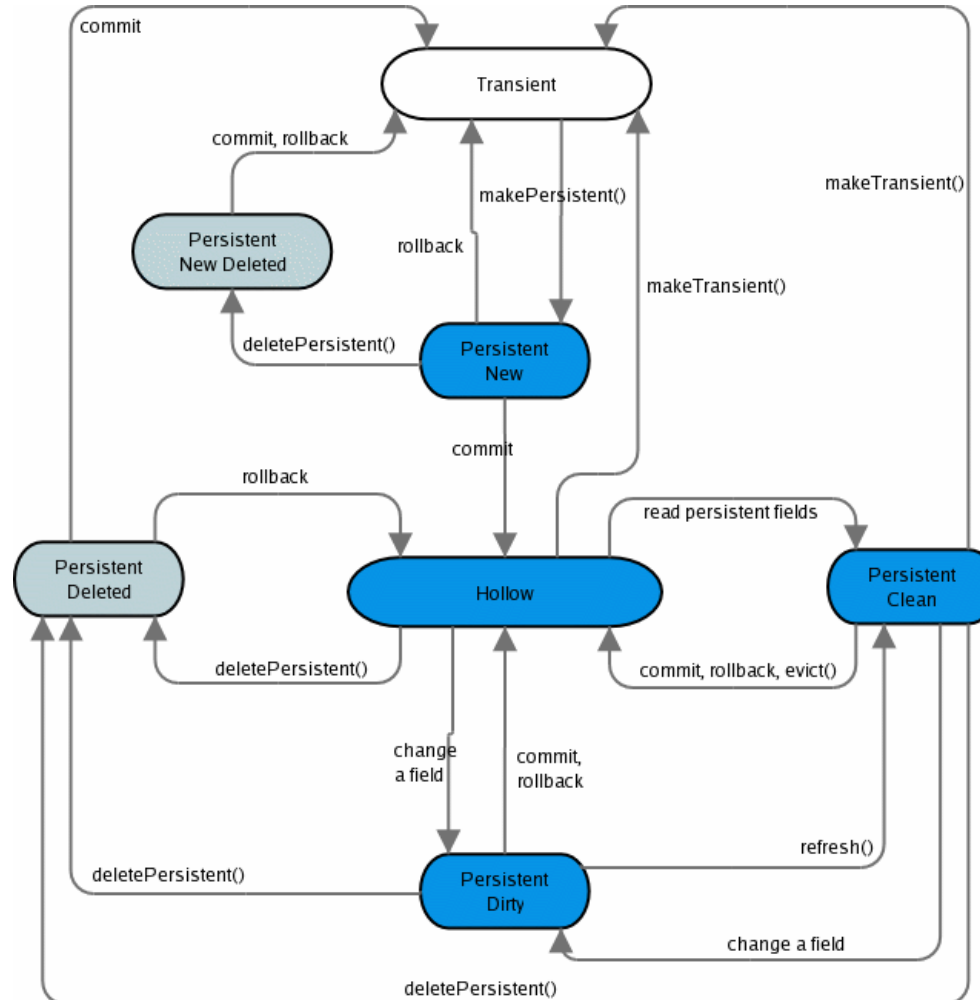 commit
Transient
commit, rollback
makePersistent()
makeTransient()
Persistent
New Deleted
rollback
makeTransient()
deletePersistent()
Persistent
New
commit
rollback
read persistent fields
Persistent
Deleted
Hollow
Persistent
Clean
deletePersistent()
commit, rollback, evict()
change
a field
commit,
rollback
refresh()
deletePersistent()
Persistent
Dirty
change a field
deletePersistent()